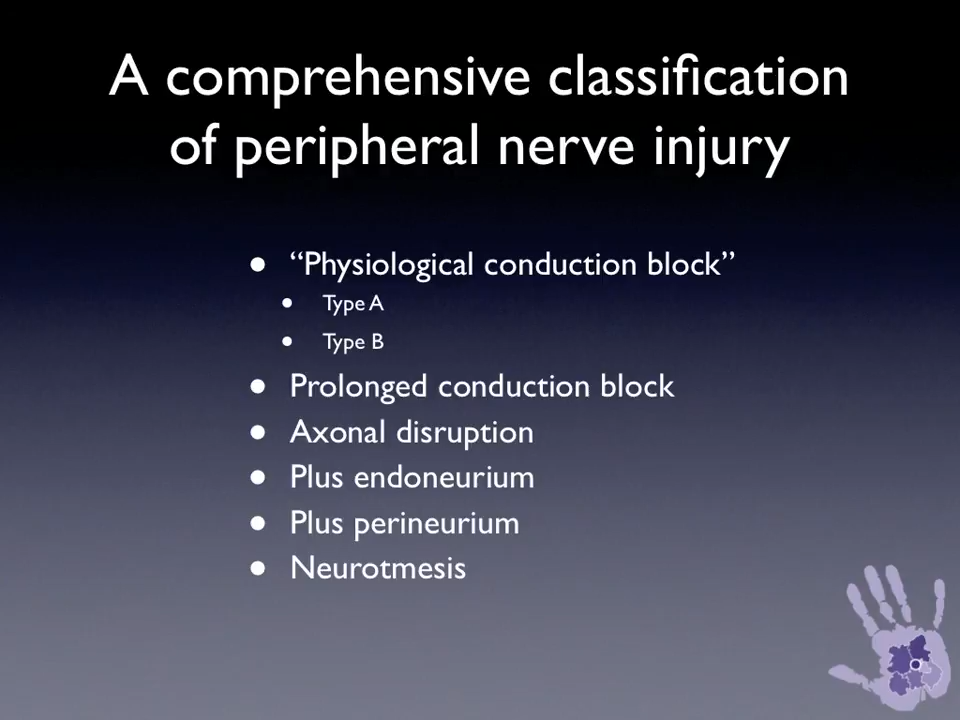 A comprehensive classification
of peripheral nerve injury
• “Physiological conduction block”
• Type A
• Type B
• Prolonged conduction block
• Axonal disruption
• Plus endoneurium
• Plus perineurium
• Neurotmesis